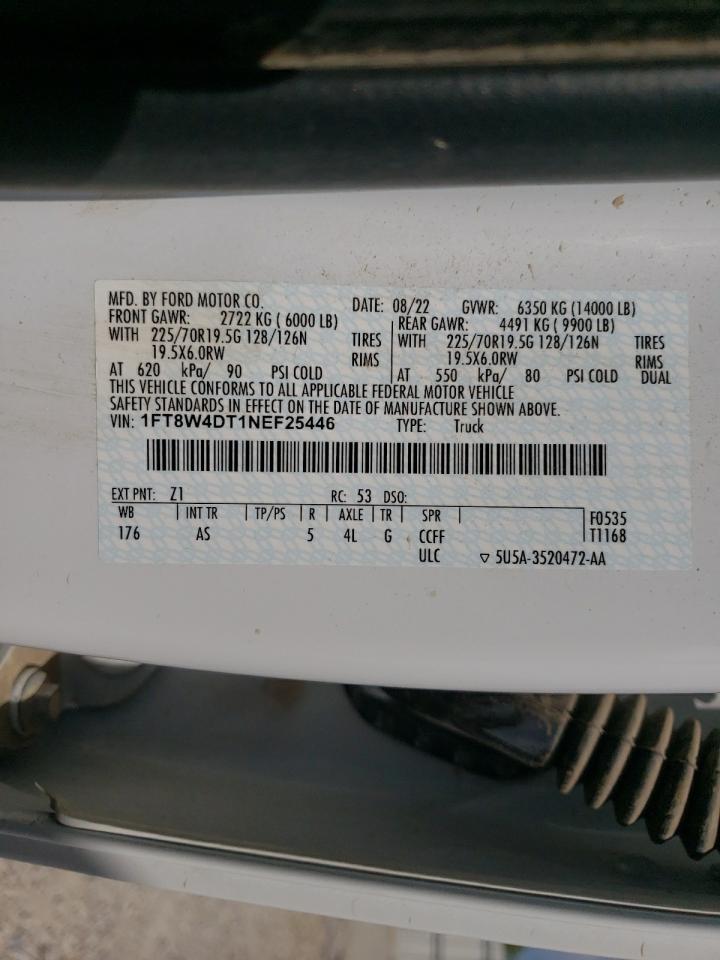 MFD. BY FORD MOTOR CO. DATE: 08/22 GVWR: 6350 KG (14000 LB)
FRONT GAWR: 2722 KG ( 6000 LB) REAR GAWR: 4491 KG ( 9900 LB)
WITH 225/70R19.5G 128/126N TIRES WITH 225/70R19.5G 128/126N TIRES
19.5X6.0RW RIMS 19.5X6.0RW RIMS
AT 620 kPa/ 90 PSI COLD AT 550 kPa/ 80 PSI COLD DUAL
THIS VEHICLE CONFORMS TO ALL APPLICABLE FEDERAL MOTOR VEHICLE
SAFETY STANDARDS IN EFFECT ON THE DATE OF MANUFACTURE SHOWN ABOVE.
VIN: 1FT8W4DT1NEF25446 TYPE: Truck
EXT PNT: Z1 RC: 53 DSO:
WB INT TR TP/PS R AXLE TR SPR F0535
176 AS 5 4L G CCFF T1168
ULC ▽ 5U5A-3520472-AA